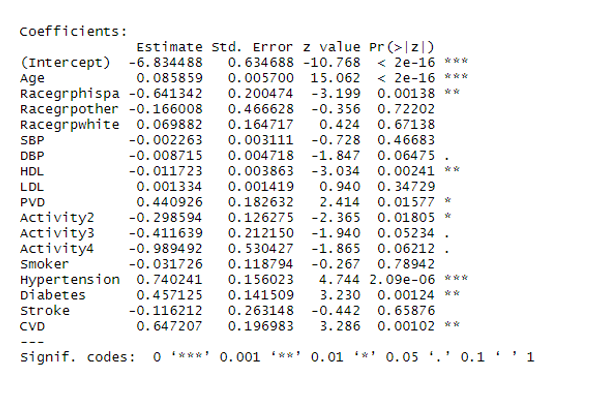 Coefficients:
Estimate Std. Error z value Pr(>|z|)
(Intercept) -6.834488 0.634688 -10.768 < 2e-16 ***
Age 0.085859 0.005700 15.062 < 2e-16 ***
Racegrphispa -0.641342 0.200474 -3.199 0.00138 **
Racegrpother -0.166008 0.466628 -0.356 0.72202
Racegrpwhite 0.069882 0.164717 0.424 0.67138
SBP -0.002263 0.003111 -0.728 0.46683
DBP -0.008715 0.004718 -1.847 0.06475 .
HDL -0.011723 0.003863 -3.034 0.00241 **
LDL 0.001334 0.001419 0.940 0.34729
PVD 0.440926 0.182632 2.414 0.01577 *
Activity2 -0.298594 0.126275 -2.365 0.01805 *
Activity3 -0.411639 0.212150 -1.940 0.05234 .
Activity4 -0.989492 0.530427 -1.865 0.06212 .
Smoker -0.031726 0.118794 -0.267 0.78942
Hypertension 0.740241 0.156023 4.744 2.09e-06 ***
Diabetes 0.457125 0.141509 3.230 0.00124 **
Stroke -0.116212 0.263148 -0.442 0.65876
CVD 0.647207 0.196983 3.286 0.00102 **
---
Signif. codes: 0 ‘***’ 0.001 ‘**’ 0.01 ‘*’ 0.05 ‘.’ 0.1 ‘ ’ 1